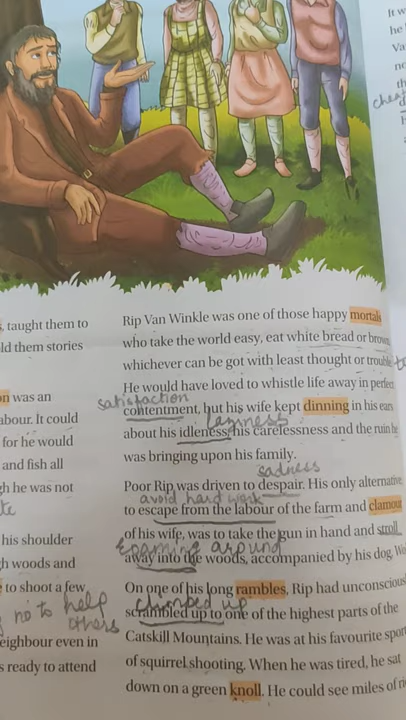 , taught them to
ld them stories
on was an
abour. It could
for he would
and fish all
gh he was not
te
his shoulder
gh woods and
e to shoot a few
no to help
others
eighbour even in
s ready to attend
Rip Van Winkle was one of those happy mortals
who take the world easy, eat white bread or brown
whichever can be got with least thought or trouble
He would have loved to whistle life away in perfect
satisfaction
contentment, but his wife kept dinning in his ears
laziness
about his idleness, his carelessness and the ruin he
was bringing upon his family.
sadness
Poor Rip was driven to despair. His only alternative
avoid hard work
to escape from the labour of the farm and clamour
of his wife, was to take the gun in hand and stroll
roaming around
away into the woods, accompanied by his dog, Wo
On one of his long rambles, Rip had unconscious
climbed up
scrambled up to one of the highest parts of the
Catskill Mountains. He was at his favourite sport
of squirrel shooting. When he was tired, he sat
down on a green knoll. He could see miles of ri
It w
he
Va